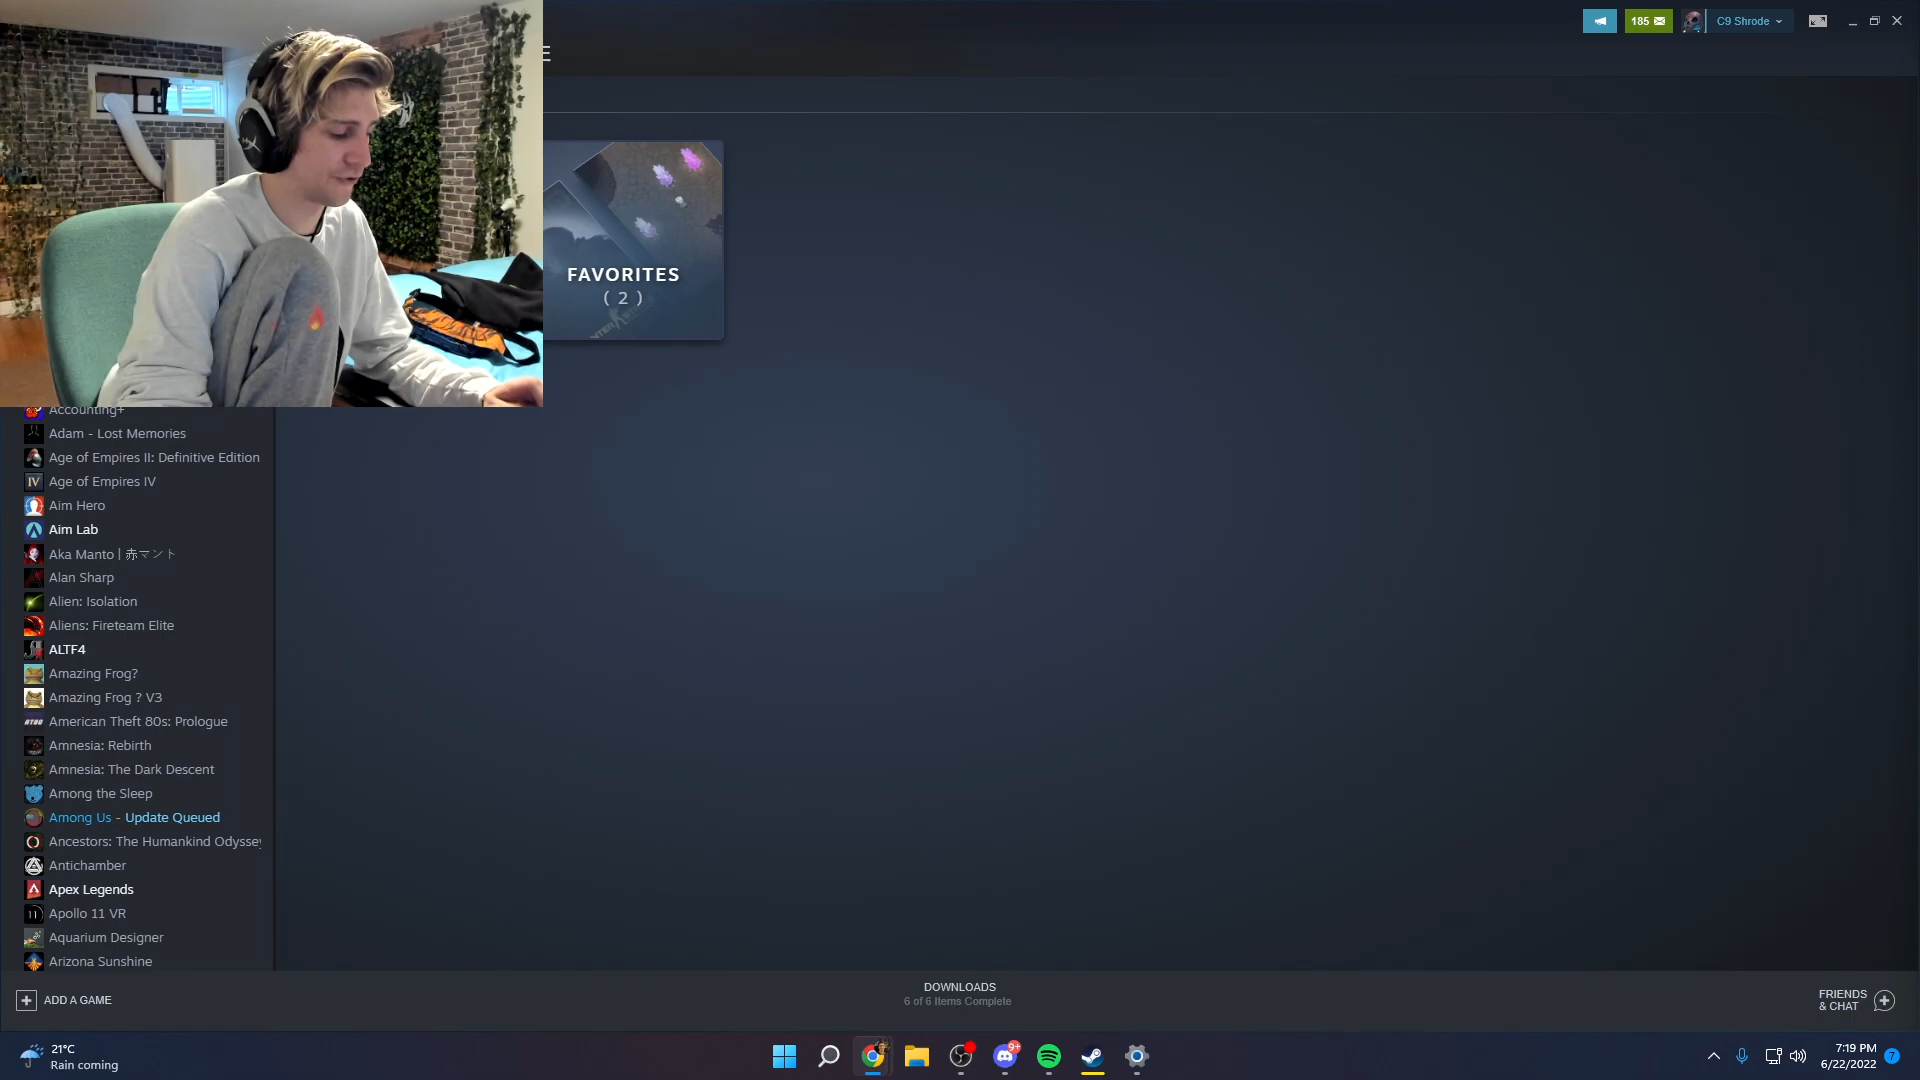 185
C9 Shrode
E
FAVORITES
( 2 )
Accounting+
Adam - Lost Memories
Age of Empires II: Definitive Edition
Age of Empires IV
Aim Hero
Aim Lab
Aka Manto | 赤マント
Alan Sharp
Alien: Isolation
Aliens: Fireteam Elite
ALTF4
Amazing Frog?
Amazing Frog ? V3
American Theft 80s: Prologue
Amnesia: Rebirth
Amnesia: The Dark Descent
Among the Sleep
Among Us - Update Queued
Ancestors: The Humankind Odyssey
Antichamber
Apex Legends
Apollo 11 VR
Aquarium Designer
Arizona Sunshine
ADD A GAME
DOWNLOADS
6 of 6 Items Complete
FRIENDS
& CHAT
21°C
Rain coming
9+
7:19 PM
6/22/2022
7